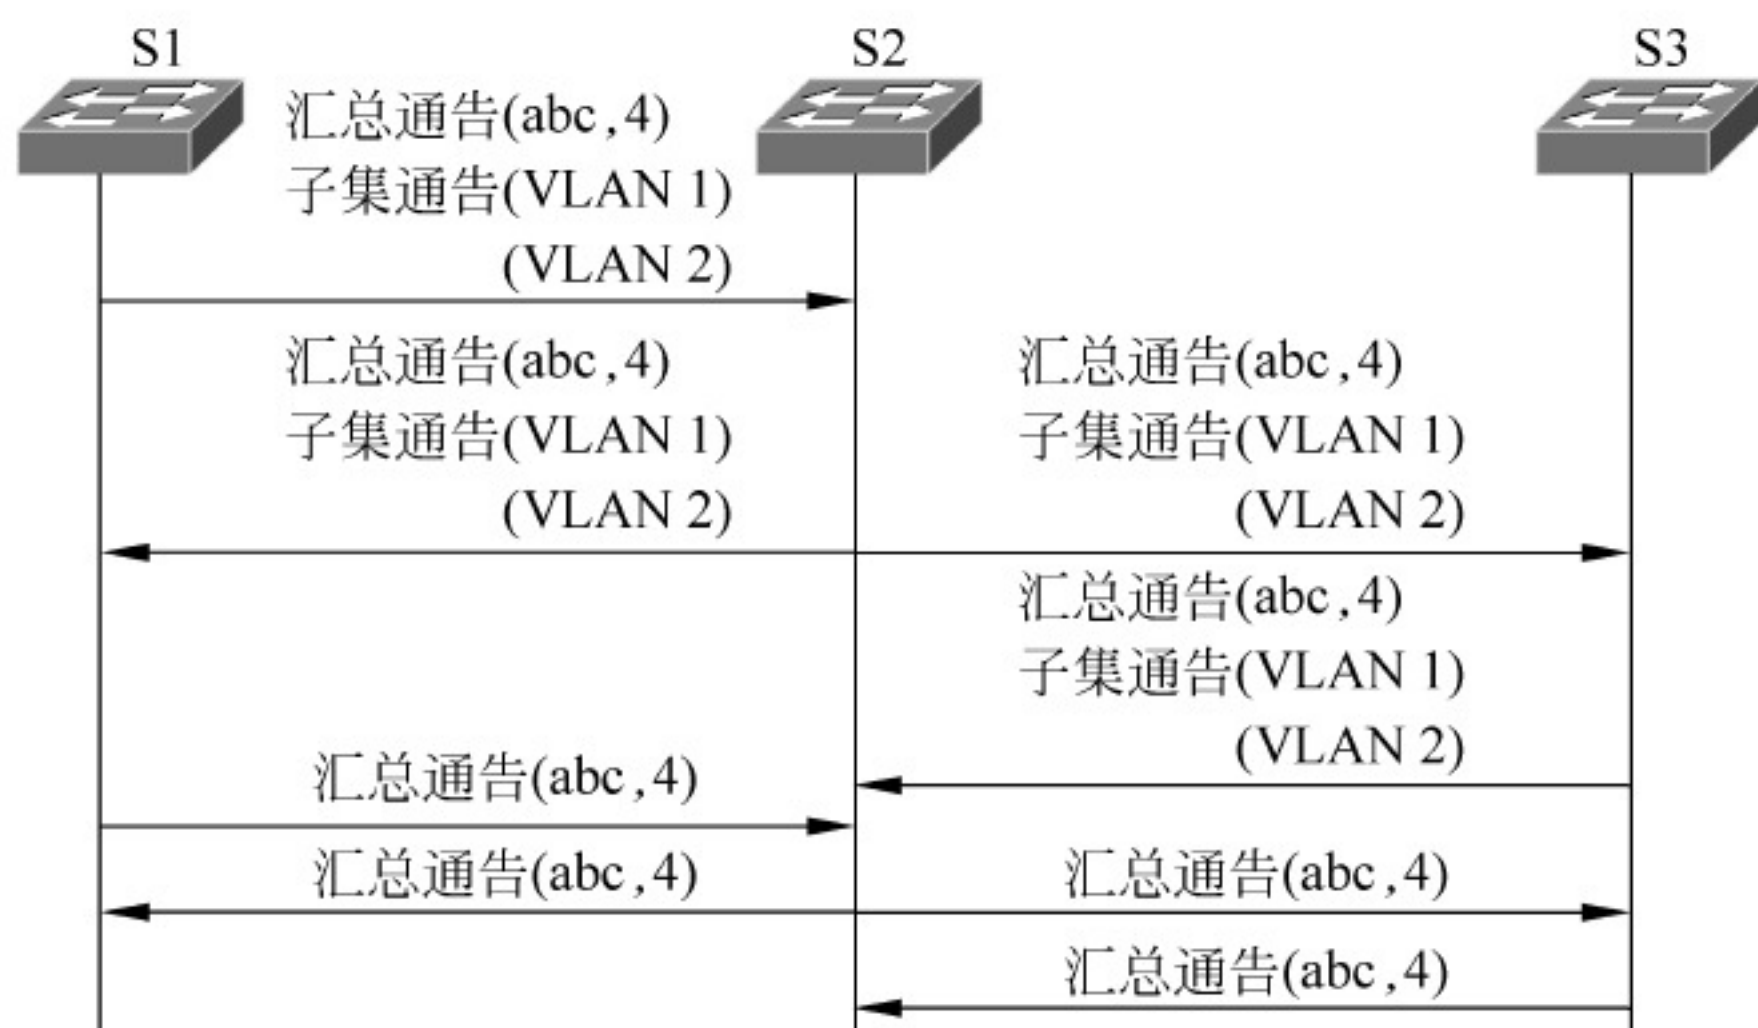 S1
S2
S3
汇总通告(abc,4)
子集通告(VLAN 1)
(VLAN 2)
汇总通告(abc,4)
子集通告(VLAN 1)
(VLAN 2)
汇总通告(abc,4)
子集通告(VLAN 1)
(VLAN 2)
汇总通告(abc,4)
子集通告(VLAN 1)
(VLAN 2)
汇总通告(abc,4)
汇总通告(abc,4)
汇总通告(abc,4)
汇总通告(abc,4)